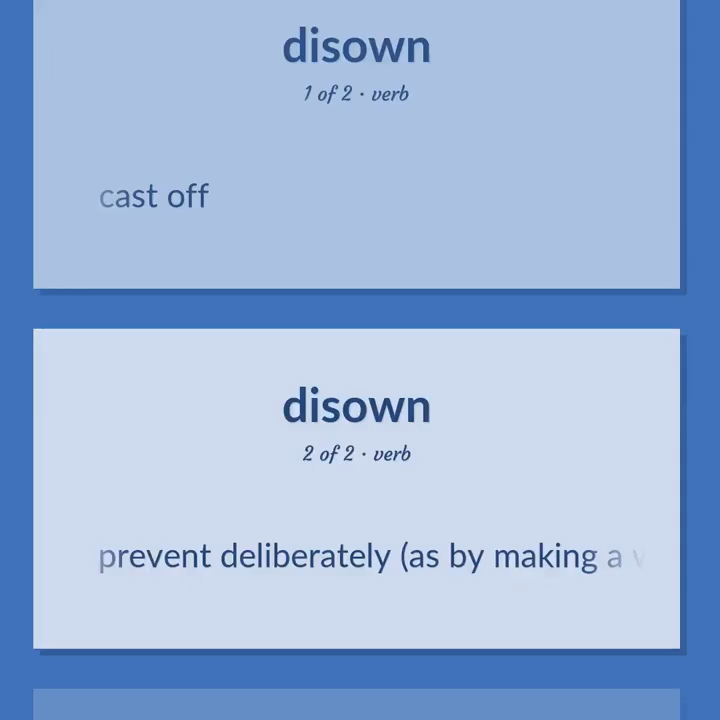 disown
1 of 2 · verb
cast off
disown
2 of 2 · verb
prevent deliberately (as by making a